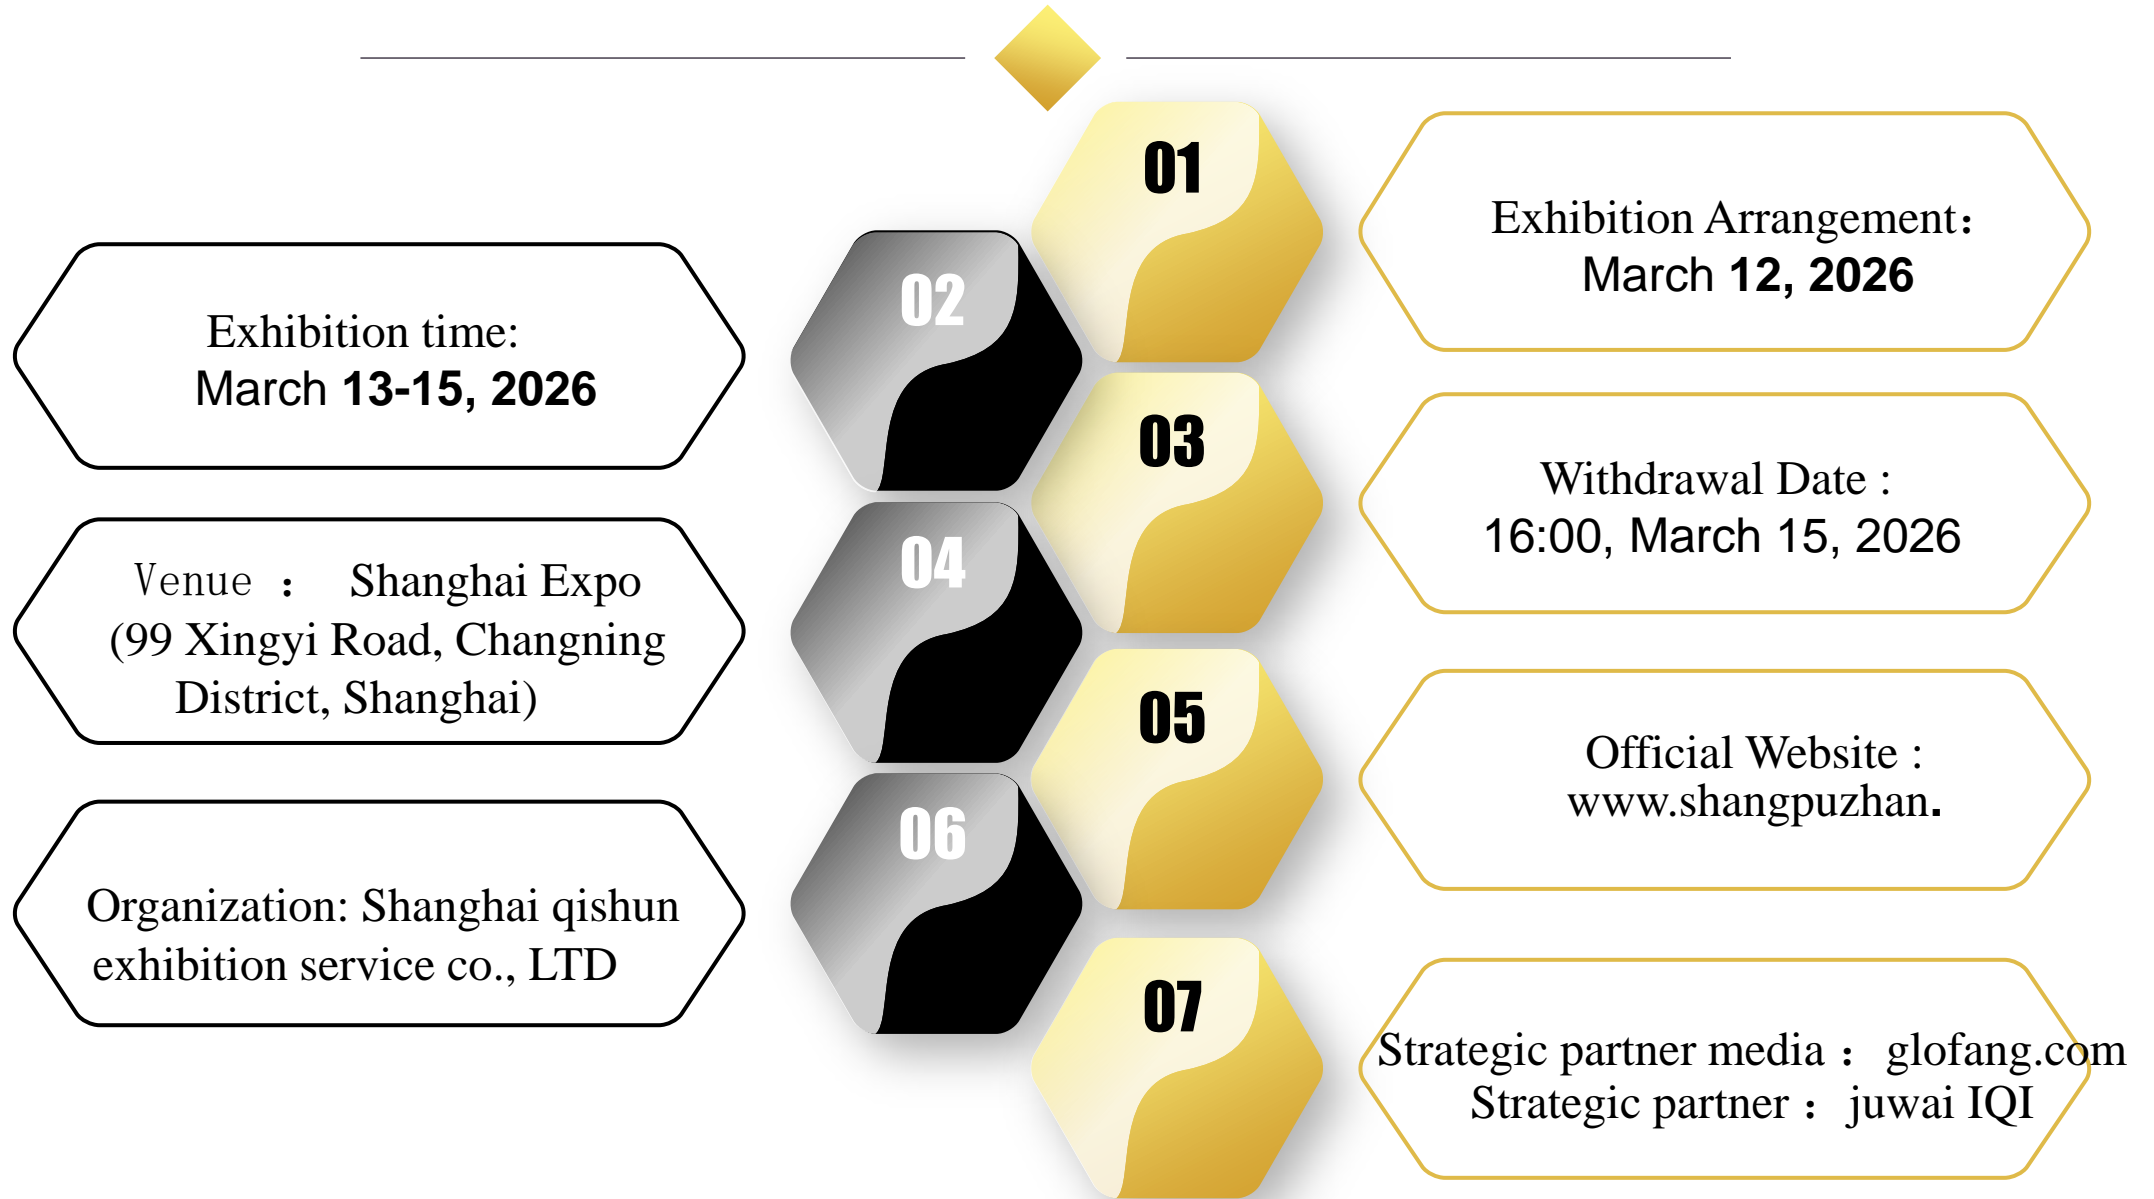 01
Exhibition Arrangement：
March 12, 2026
02
Exhibition time:
March 13-15, 2026
03
Withdrawal Date :
16:00, March 15, 2026
04
Venue ： Shanghai Expo
(99 Xingyi Road, Changning
District, Shanghai)
05
Official Website :
www.shangpuzhan.
06
Organization: Shanghai qishun
exhibition service co., LTD
07
Strategic partner media ： glofang.com
Strategic partner ：juwai IQI